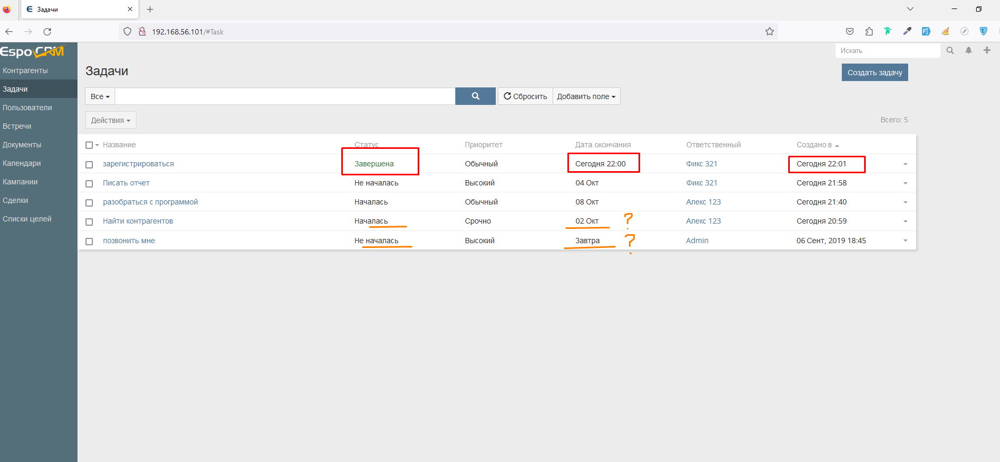 Задачи
192.168.56.101/#Task
EspoCRM
Искать
Контрагенты
Задачи
Пользователи
Встречи
Документы
Календари
Кампании
Сделки
Списки целей
Задачи
Создать задачу
Все
Сбросить
Добавить поле
Действия
Всего: 5
Название Статус Приоритет Дата окончания Ответственный Создано в
зарегистрироваться Завершена Обычный Сегодня 22:00 Фикс 321 Сегодня 22:01
Писать отчет Не началась Высокий 04 Окт Фикс 321 Сегодня 21:58
разобраться с программой Началась Обычный 08 Окт Алекс 123 Сегодня 21:40
Найти контрагентов Началась Срочно 02 Окт ? Алекс 123 Сегодня 20:59
позвонить мне Не началась Высокий Завтра ? Admin 06 Сент, 2019 18:45